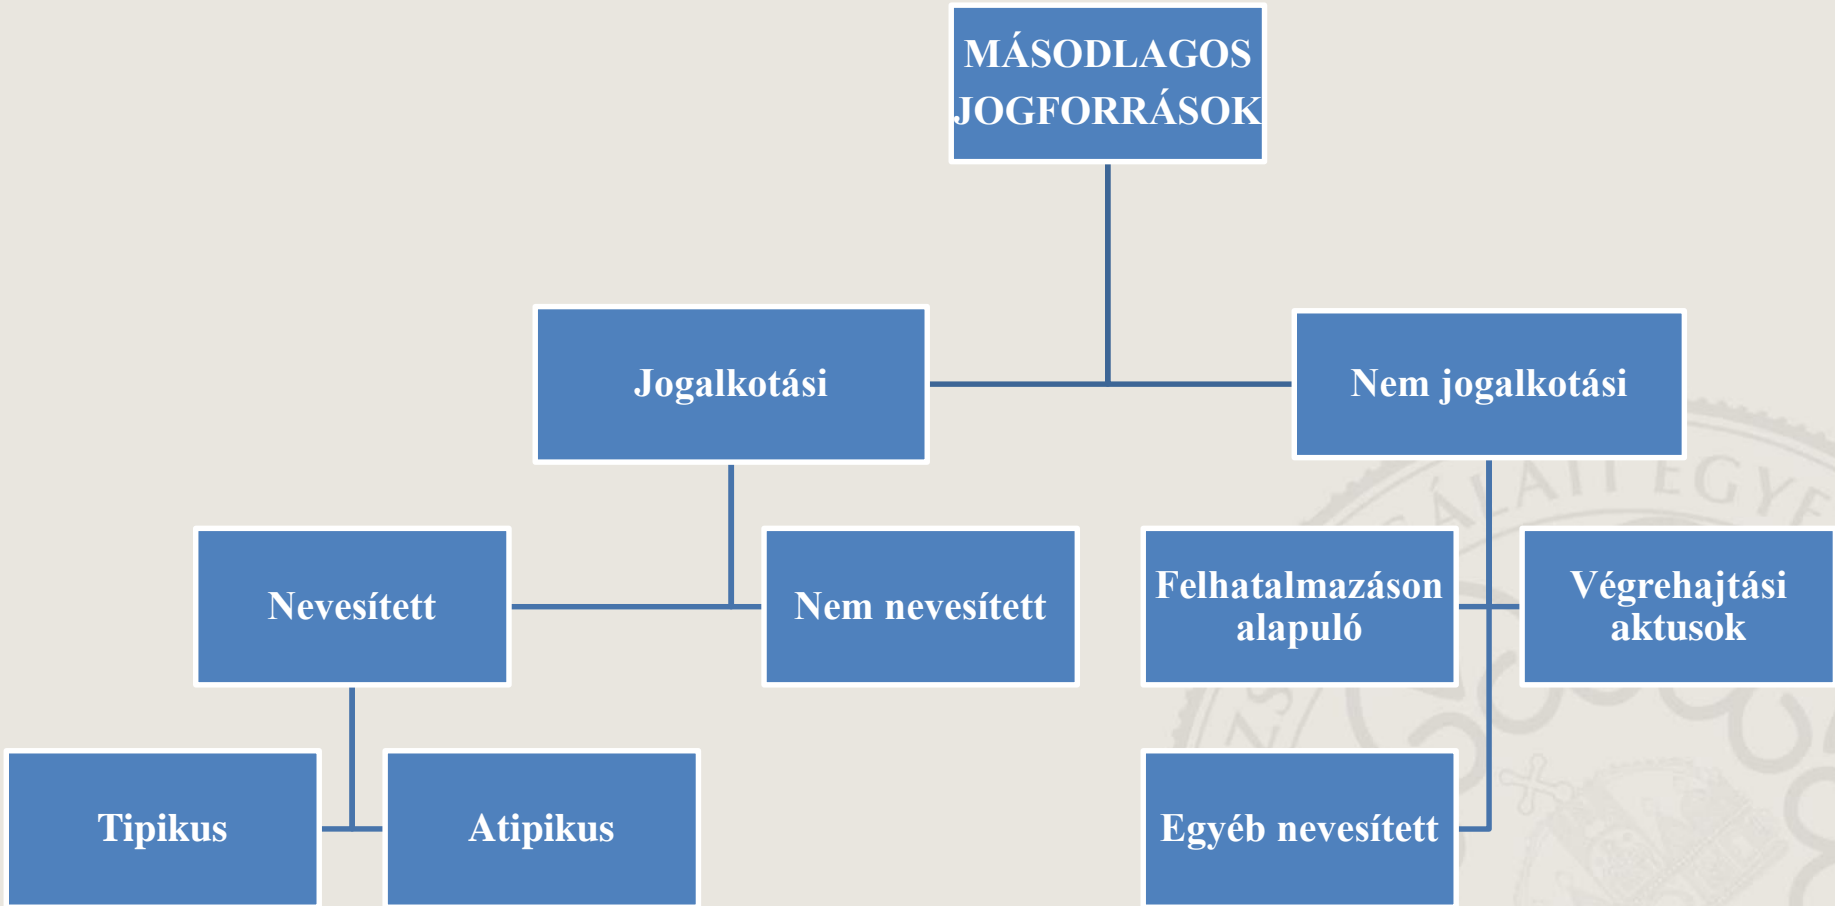 MÁSODLAGOS
JOGFORRÁSOK
Jogalkotási
Nem jogalkotási
Nevesített
Nem nevesített
Felhatalmazáson
alapuló
Végrehajtási
aktusok
Tipikus
Atipikus
Egyéb nevesített